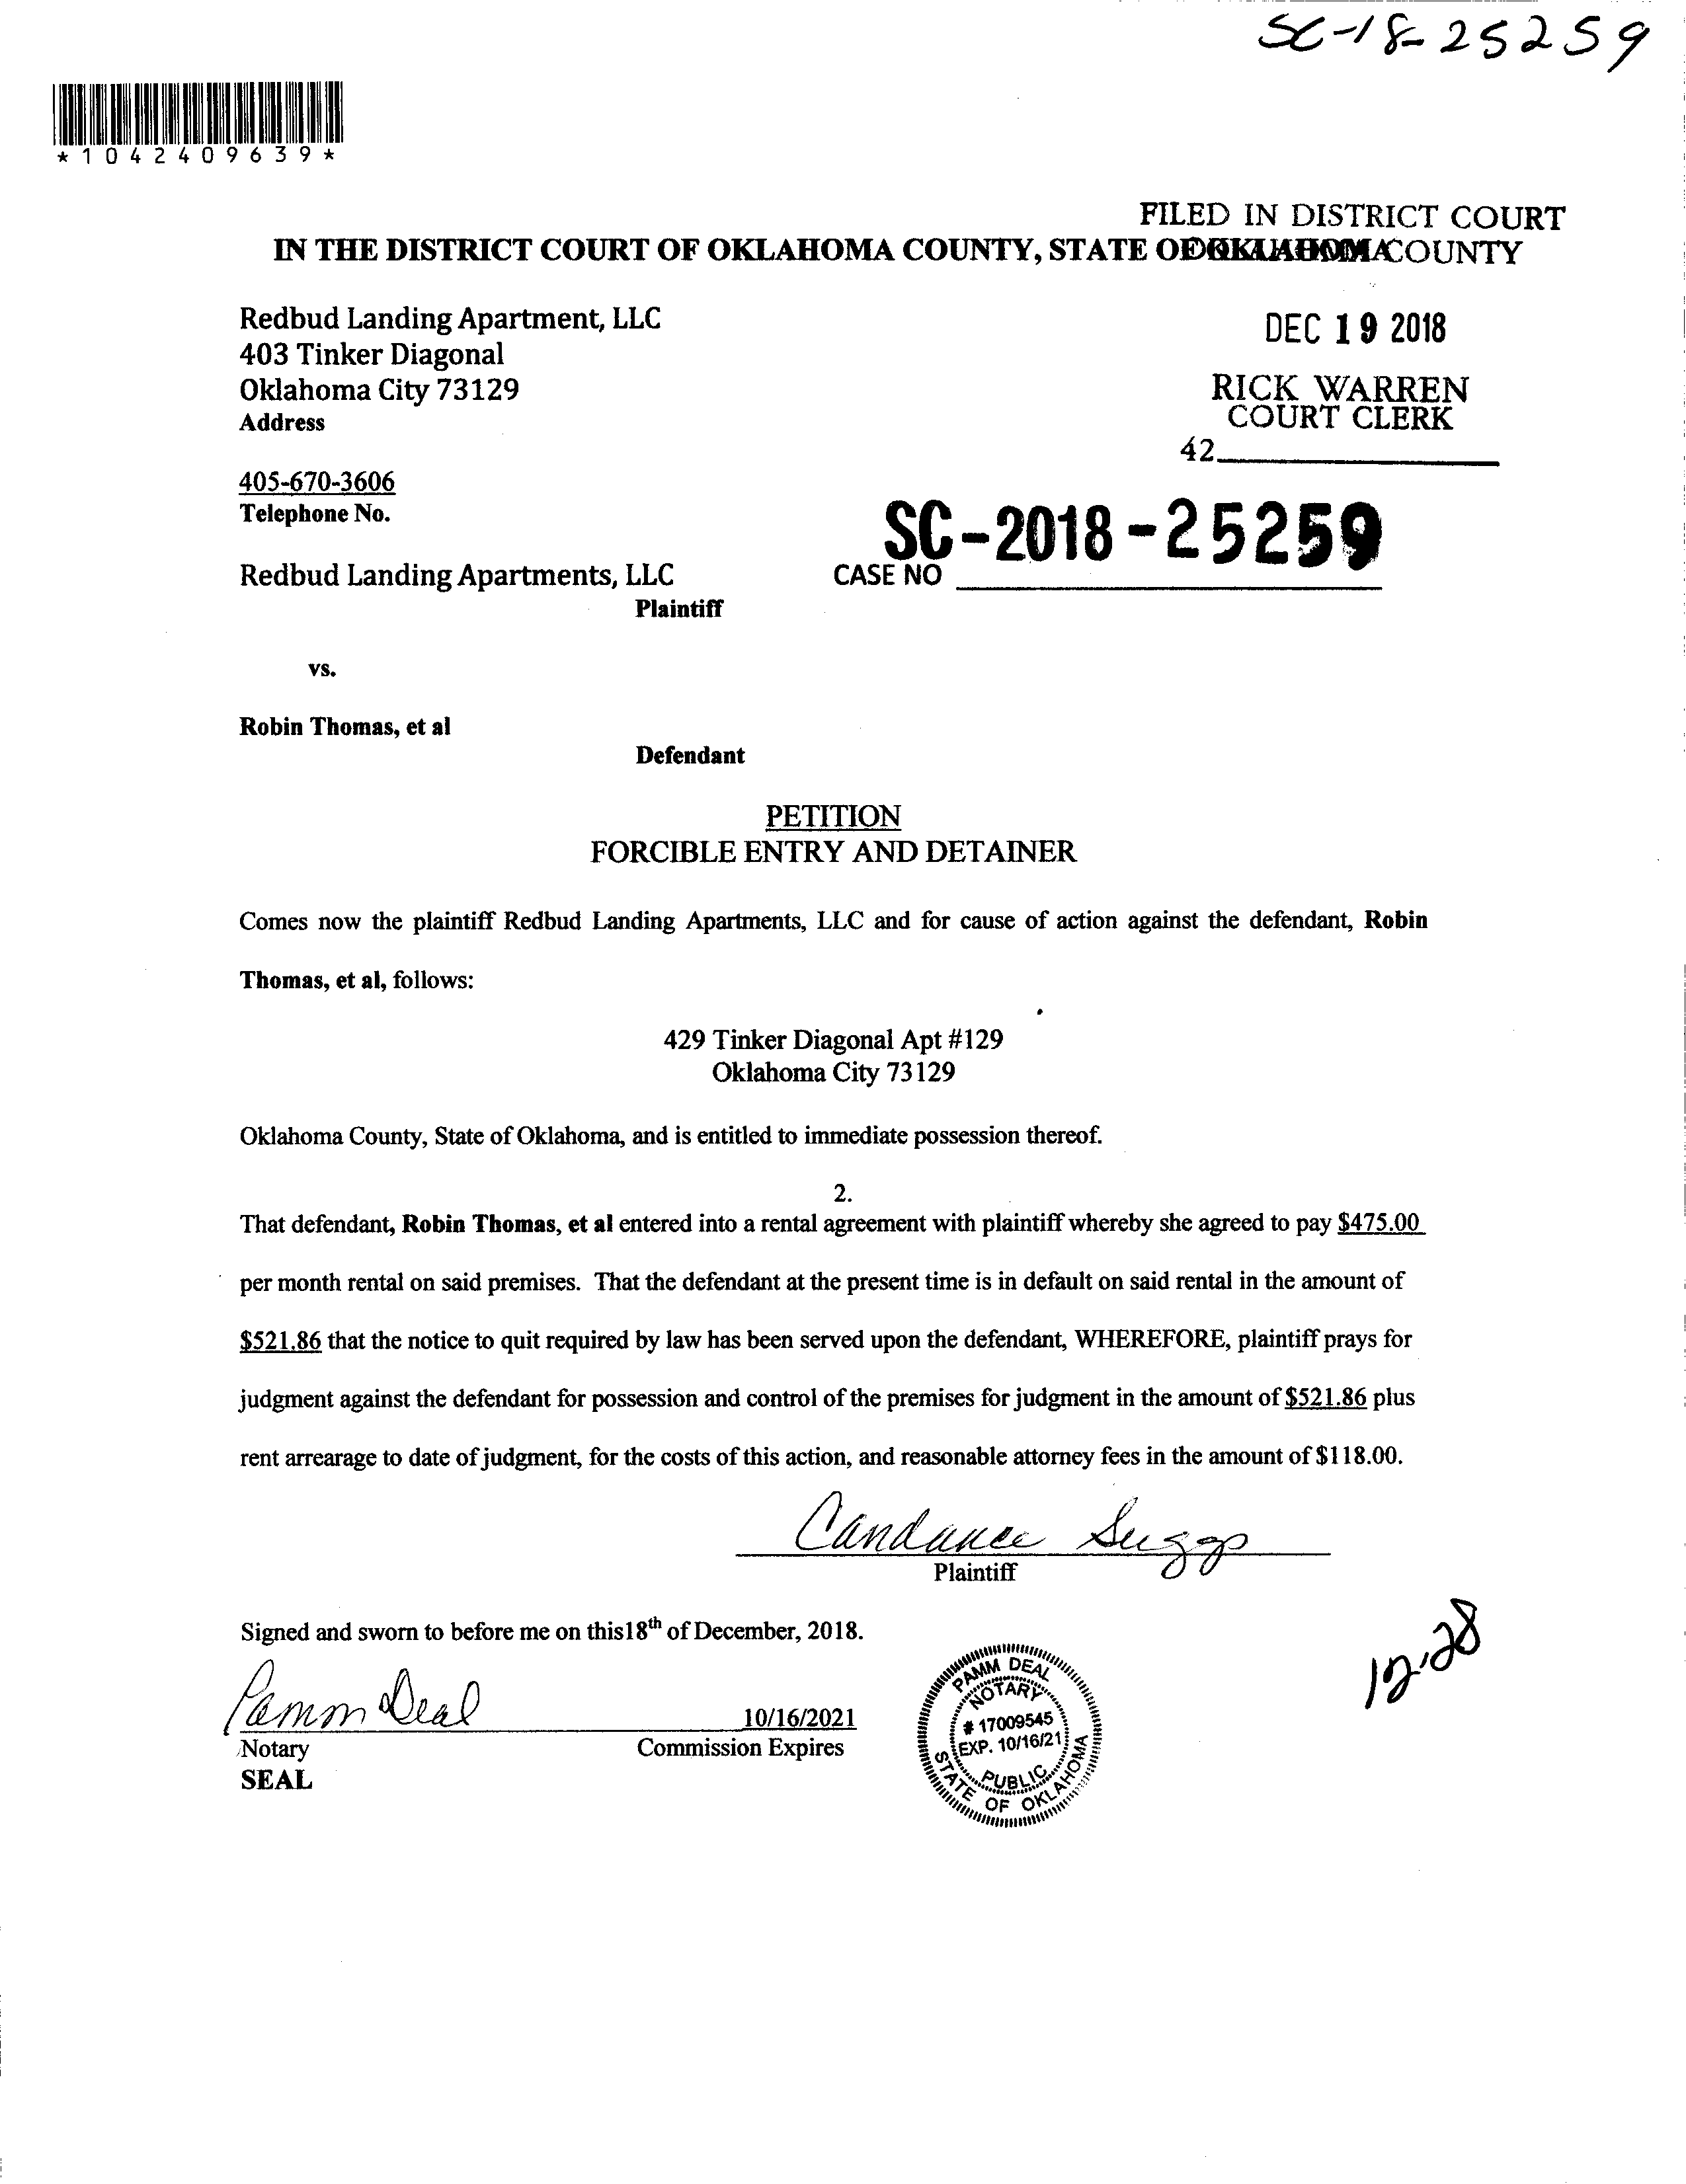 SC-18-25259
*1042409639*
FILED IN DISTRICT COURT
IN THE DISTRICT COURT OF OKLAHOMA COUNTY, STATE OF OKLAHOMA
OKLAHOMA COUNTY
Redbud Landing Apartment, LLC
403 Tinker Diagonal
Oklahoma City 73129
Address
DEC 19 2018
RICK WARREN
COURT CLERK
42
405-670-3606
Telephone No.
SC-2018-25259
Redbud Landing Apartments, LLC
CASE NO
Plaintiff
vs.
Robin Thomas, et al
Defendant
PETITION
FORCIBLE ENTRY AND DETAINER
Comes now the plaintiff Redbud Landing Apartments, LLC and for cause of action against the defendant, Robin
Thomas, et al, follows:
429 Tinker Diagonal Apt #129
Oklahoma City 73129
Oklahoma County, State of Oklahoma, and is entitled to immediate possession thereof.
2.
That defendant, Robin Thomas, et al entered into a rental agreement with plaintiff whereby she agreed to pay $475.00
per month rental on said premises. That the defendant at the present time is in default on said rental in the amount of
$521.86 that the notice to quit required by law has been served upon the defendant, WHEREFORE, plaintiff prays for
judgment against the defendant for possession and control of the premises for judgment in the amount of $521.86 plus
rent arrearage to date of judgment, for the costs of this action, and reasonable attorney fees in the amount of $118.00.
Candance Suggs
Plaintiff
Signed and sworn to before me on this18th of December, 2018.
12-28
Pamm Deal
10/16/2021
Notary
Commission Expires
SEAL
PAMM DEAL
NOTARY
# 17009545
EXP. 10/16/21
PUBLIC
STATE OF OKLAHOMA